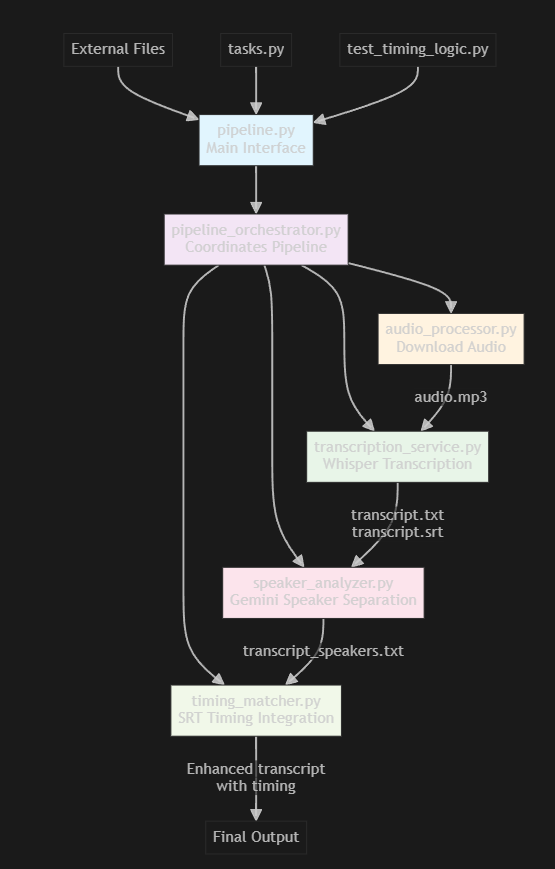 External Files
tasks.py
test_timing_logic.py
pipeline.py
Main Interface
pipeline_orchestrator.py
Coordinates Pipeline
audio_processor.py
Download Audio
audio.mp3
transcription_service.py
Whisper Transcription
transcript.txt
transcript.srt
speaker_analyzer.py
Gemini Speaker Separation
transcript_speakers.txt
timing_matcher.py
SRT Timing Integration
Enhanced transcript
with timing
Final Output